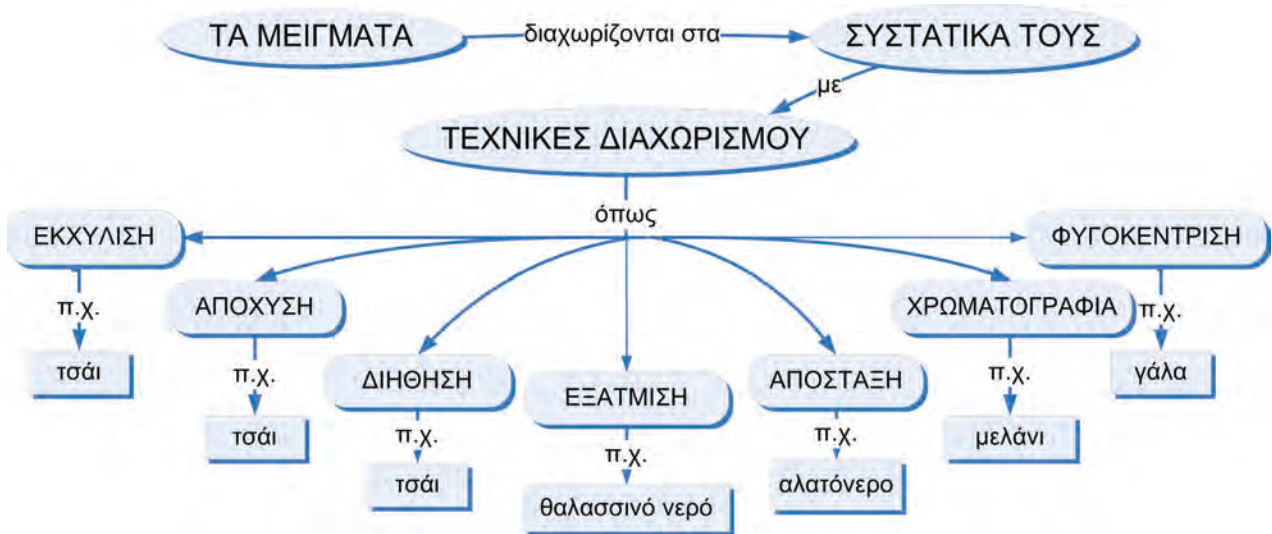 ΤΑ ΜΕΙΓΜΑΤΑ
διαχωρίζονται στα
ΣΥΣΤΑΤΙΚΑ ΤΟΥΣ
με
ΤΕΧΝΙΚΕΣ ΔΙΑΧΩΡΙΣΜΟΥ
όπως
ΕΚΧΥΛΙΣΗ
π.χ.
τσάι
ΑΠΟΧΥΣΗ
π.χ.
τσάι
ΔΙΗΘΗΣΗ
π.χ.
τσάι
ΕΞΑΤΜΙΣΗ
π.χ.
θαλασσινό νερό
ΑΠΟΣΤΑΞΗ
π.χ.
αλατόνερο
ΧΡΩΜΑΤΟΓΡΑΦΙΑ
π.χ.
μελάνι
ΦΥΓΟΚΕΝΤΡΙΣΗ
π.χ.
γάλα